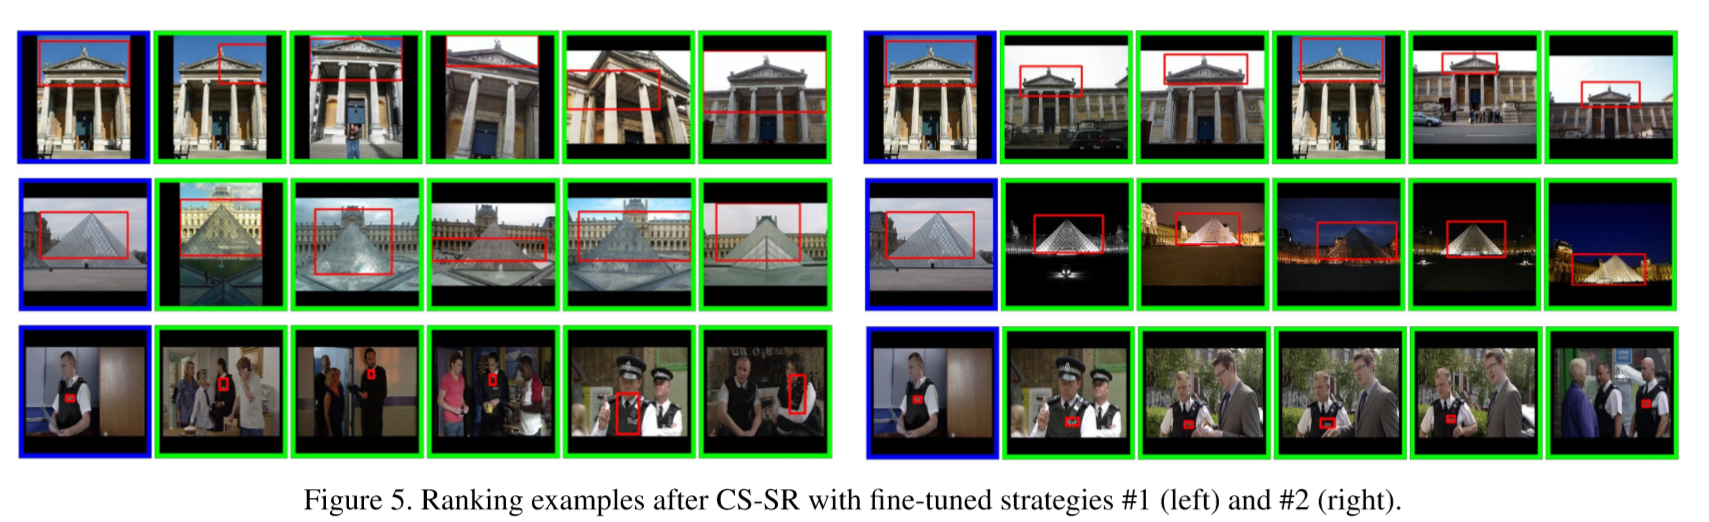 Figure 5. Ranking examples after CS-SR with fine-tuned strategies #1 (left) and #2 (right).